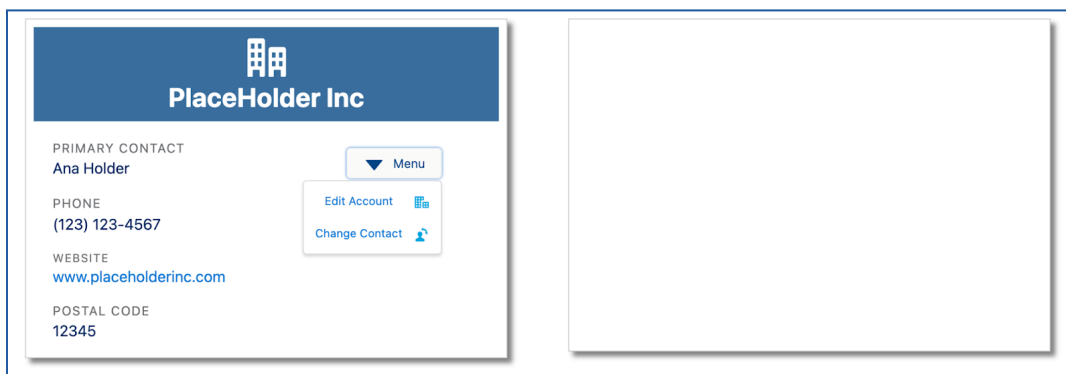 PlaceHolder Inc
PRIMARY CONTACT
Ana Holder
Menu
Edit Account
Change Contact
PHONE
(123) 123-4567
WEBSITE
www.placeholderinc.com
POSTAL CODE
12345